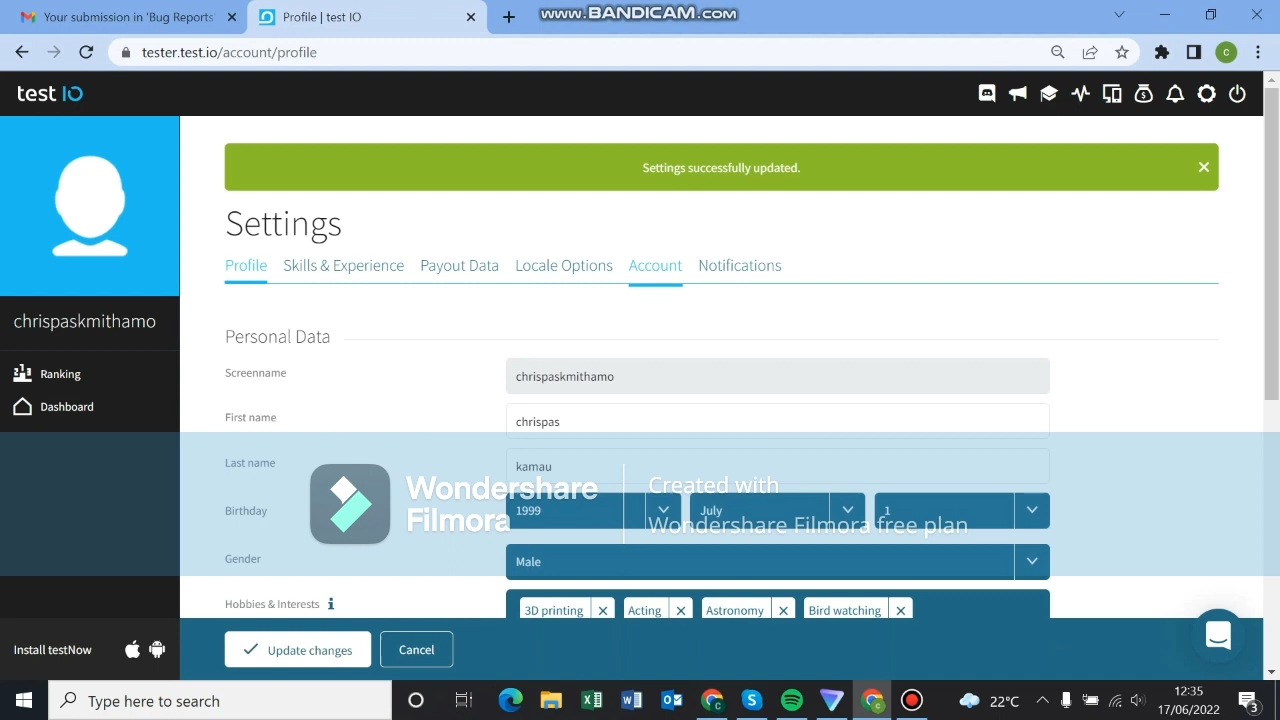 Your submission in 'Bug Reports'
Profile | test IO
www.BANDICAM.com
tester.test.io/account/profile
C
test IO
Settings successfully updated.
Settings
Profile Skills & Experience Payout Data Locale Options Account Notifications
chrispaskmithamo
Ranking
Dashboard
Personal Data
Screenname chrispaskmithamo
First name chrispas
Last name kamau
Wondershare
Filmora
Created with
Wondershare Filmora free plan
Birthday 1999 July 1
Gender Male
Hobbies & Interests 3D printing Acting Astronomy Bird watching
Install testNow
Update changes Cancel
Type here to search
22°C
12:35
17/06/2022
3